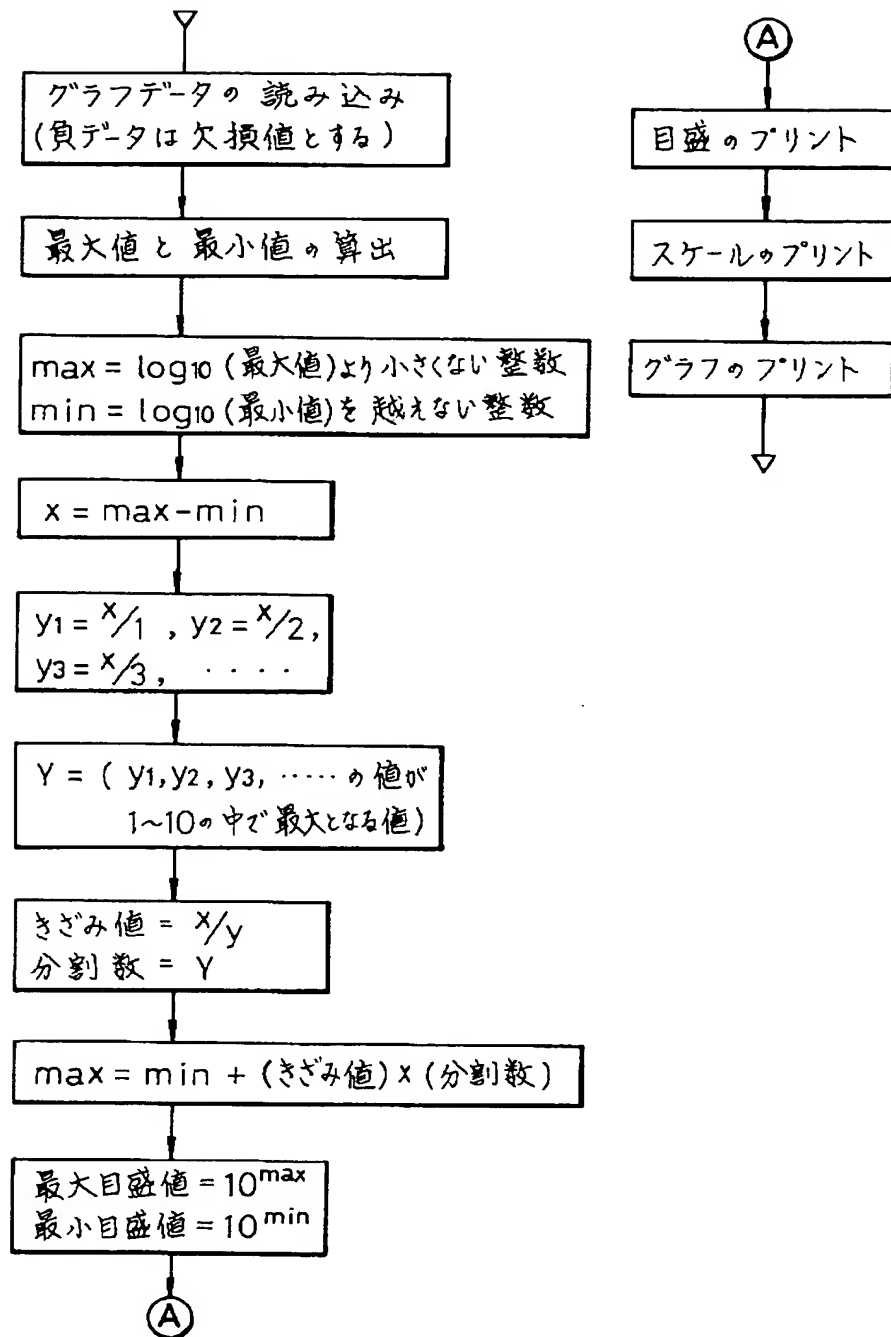 グラフデータの読み込み
(負データは欠損値とする)
最大値と最小値の算出
max = log10 (最大値)より小さくない整数
min = log10 (最小値)を越えない整数
x = max-min
y1 = x/1 , y2 = x/2,
y3 = x/3, ・・・・
Y = ( y1, y2, y3, ・・・・・の値が
1~10の中で最大となる値)
きざみ値 = x/y
分割数 = Y
max = min + (きざみ値) x (分割数)
最大目盛値 = 10^max
最小目盛値 = 10^min
A
A
目盛のプリント
スケールのプリント
グラフのプリント